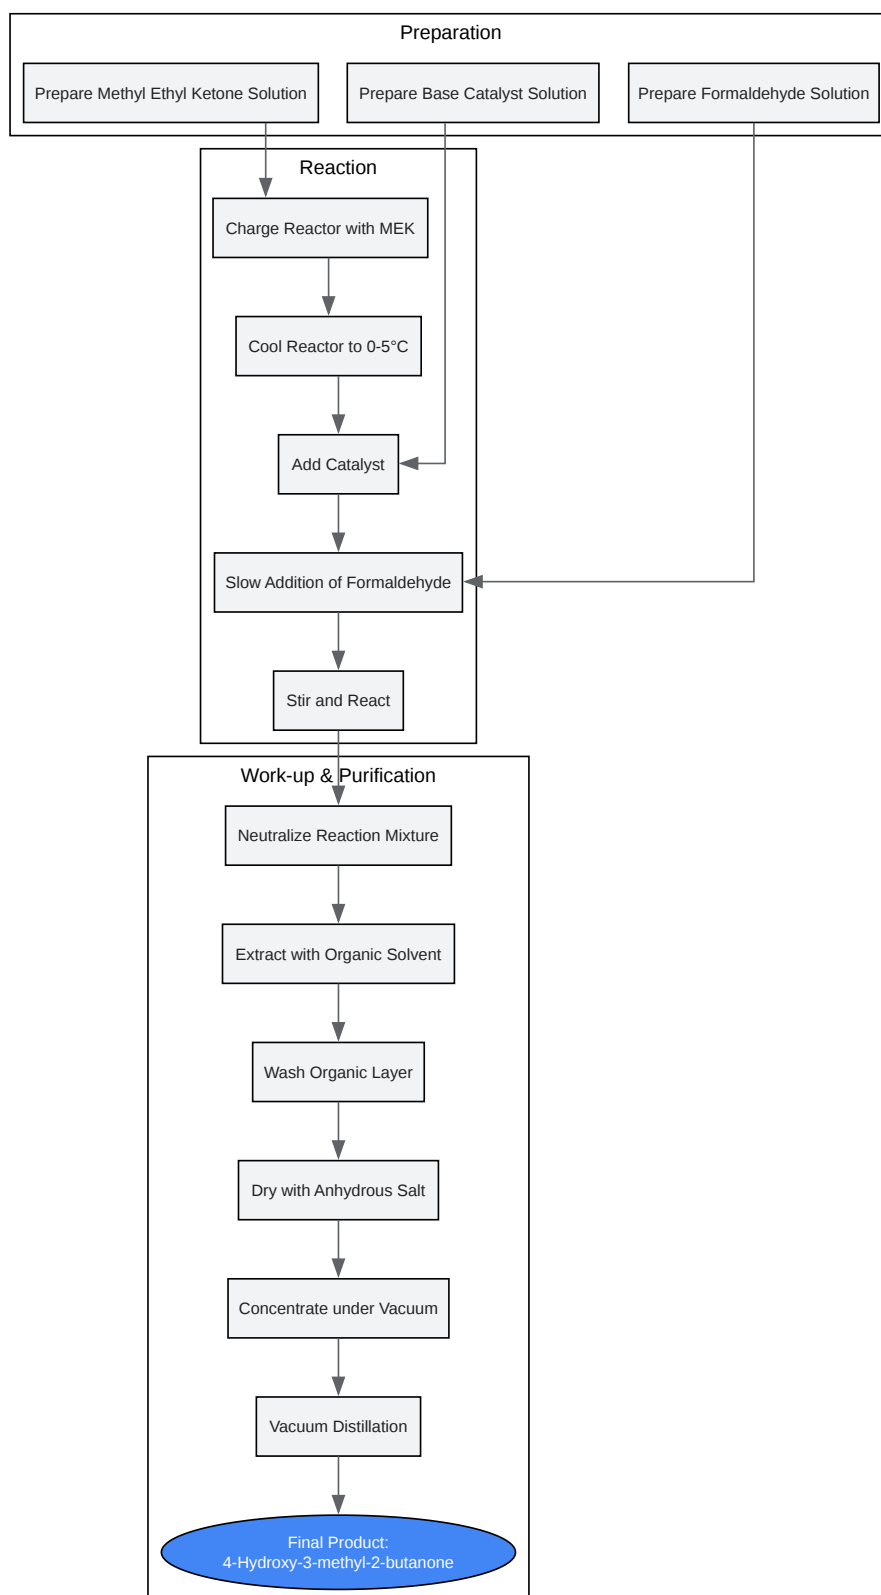 Preparation
Prepare Methyl Ethyl Ketone Solution
Prepare Base Catalyst Solution
Prepare Formaldehyde Solution
Reaction
Charge Reactor with MEK
Cool Reactor to 0-5°C
Add Catalyst
Slow Addition of Formaldehyde
Stir and React
Work-up & Purification
Neutralize Reaction Mixture
Extract with Organic Solvent
Wash Organic Layer
Dry with Anhydrous Salt
Concentrate under Vacuum
Vacuum Distillation
Final Product:
4-Hydroxy-3-methyl-2-butanone